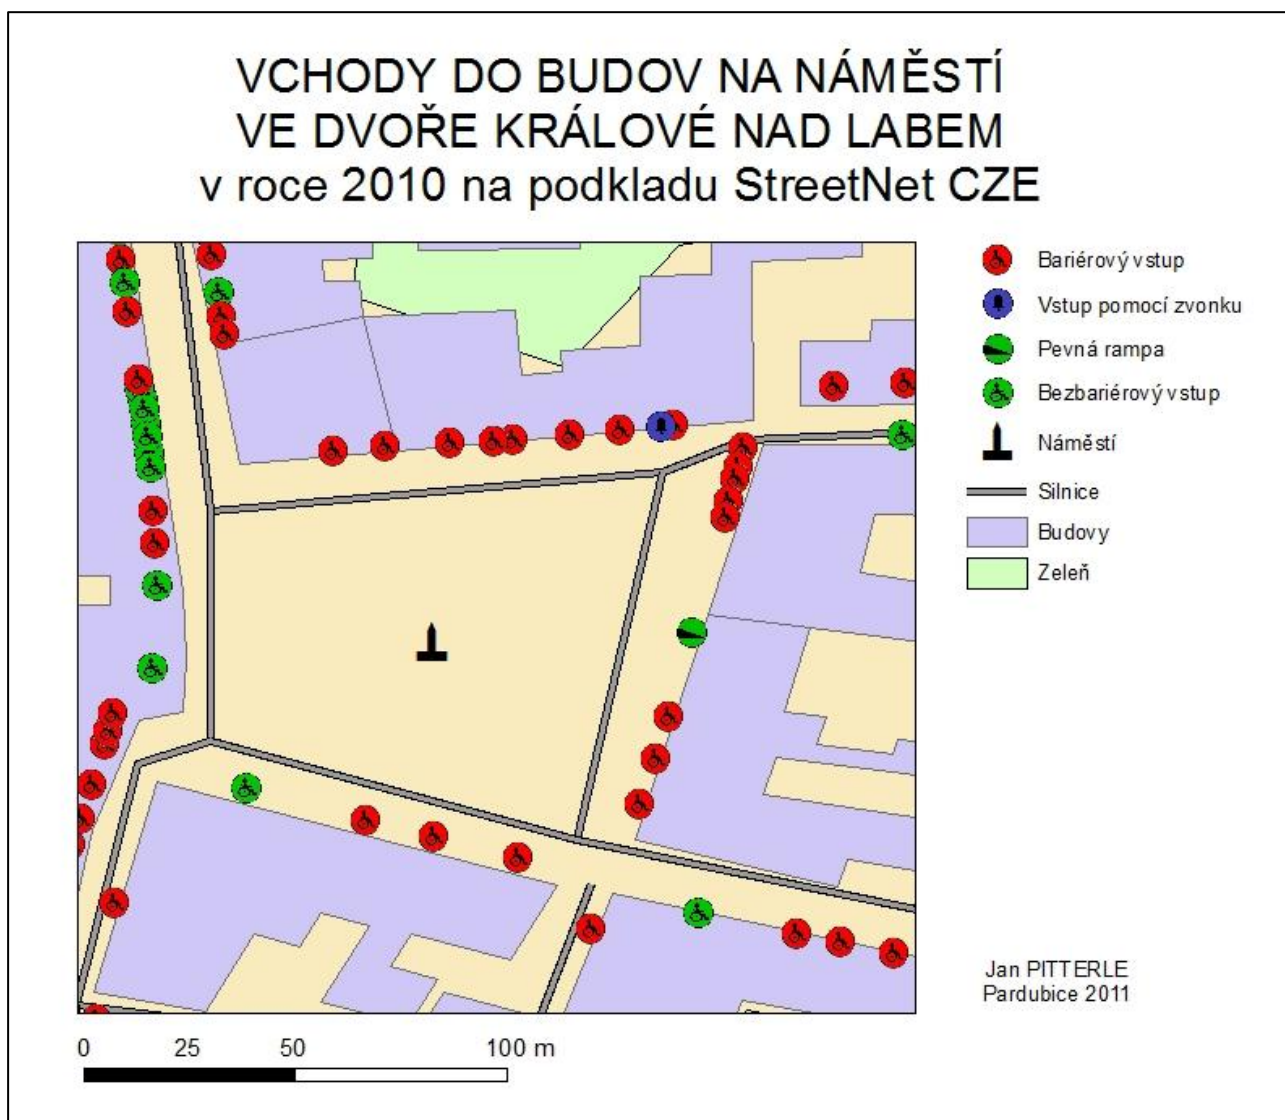 VCHODY DO BUDOV NA NÁMĚSTÍ
VE DVOŘE KRÁLOVÉ NAD LABEM
v roce 2010 na podkladu StreetNet CZE
Bariérový vstup
Vstup pomocí zvonku
Pevná rampa
Bezbariérový vstup
Náměstí
Silnice
Budovy
Zeleň
Jan PITTERLE
Pardubice 2011
0 25 50 100 m